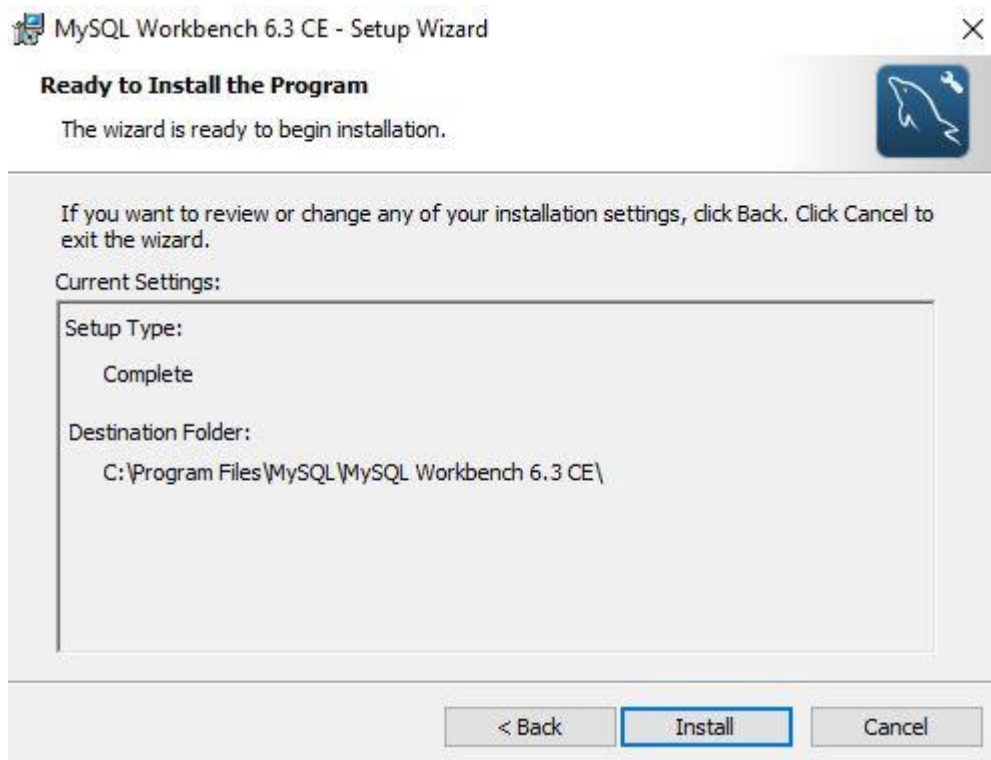 MySQL Workbench 6.3 CE - Setup Wizard
Ready to Install the Program
The wizard is ready to begin installation.
If you want to review or change any of your installation settings, click Back. Click Cancel to
exit the wizard.
Current Settings:
Setup Type:
Complete
Destination Folder:
C:\Program Files\MySQL\MySQL Workbench 6.3 CE\
< Back
Install
Cancel